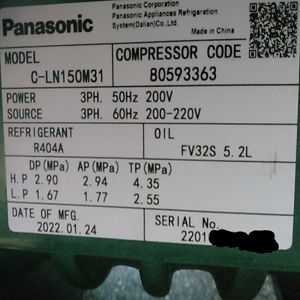 Panasonic
Panasonic Corporation
Panasonic Appliances Refrigeration
System(Dalian)Co.,Ltd.
Made in China
MODEL
C-LN150M31
COMPRESSOR CODE
80593363
POWER 3PH. 50Hz 200V
SOURCE 3PH. 60Hz 200-220V
REFRIGERANT
R404A
OIL
FV32S 5.2L
DP(MPa) AP(MPa) TP(MPa)
H.P 2.90 2.94 4.35
L.P 1.67 1.77 2.55
DATE OF MFG.
2022.01.24
SERIAL No.
2201